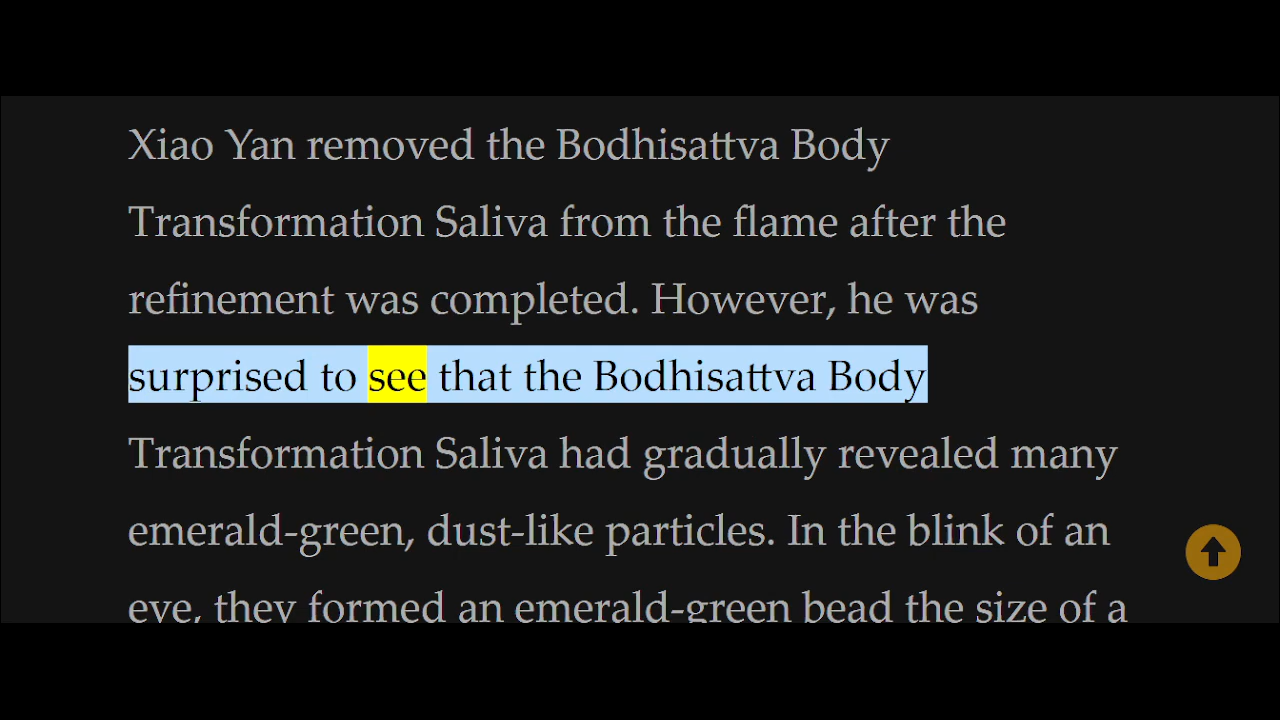 Xiao Yan removed the Bodhisattva Body
Transformation Saliva from the flame after the
refinement was completed. However, he was
surprised to see that the Bodhisattva Body
Transformation Saliva had gradually revealed many
emerald-green, dust-like particles. In the blink of an
eye, they formed an emerald-green bead the size of a